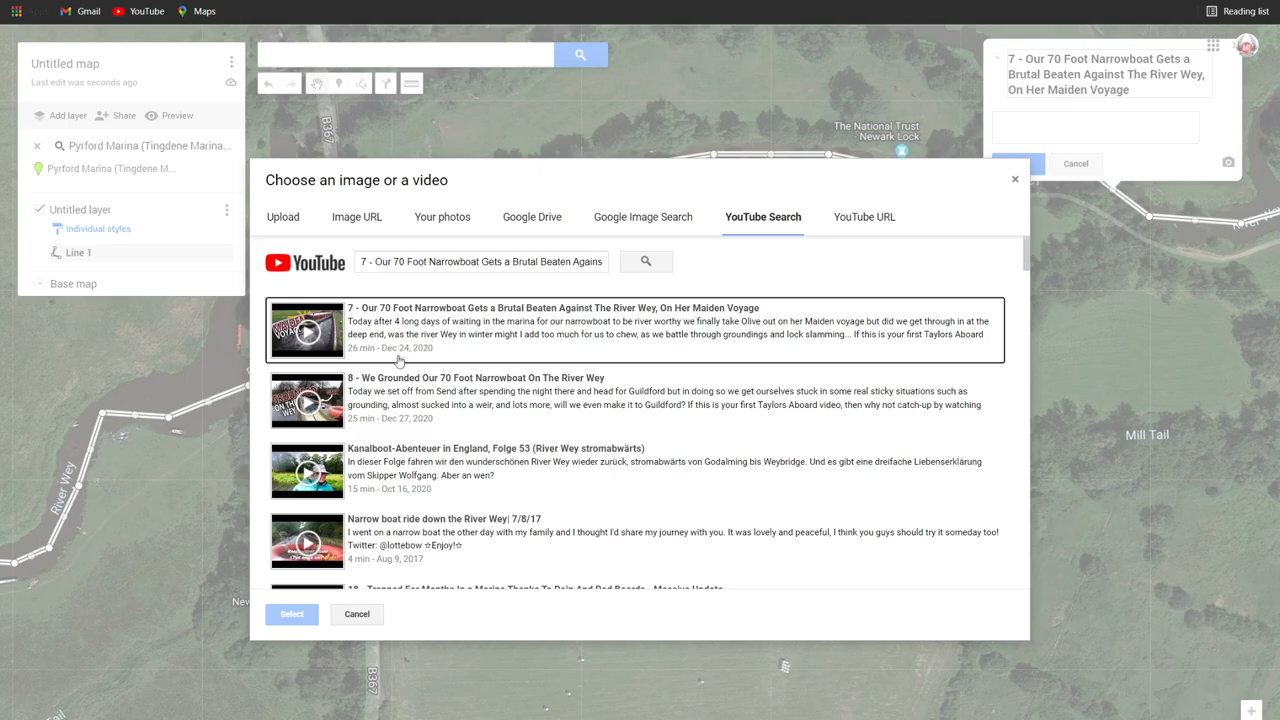 Gmail
YouTube
Maps
Reading list
Untitled map
Last edit was seconds ago
Add layer
Share
Preview
Pyrford Marina (Tingdene Marina...
Pyrford Marina (Tingdene M...
Untitled layer
Individual styles
Line 1
Base map
7 - Our 70 Foot Narrowboat Gets a
Brutal Beaten Against The River Wey,
On Her Maiden Voyage
Cancel
B367
The National Trust
- Newark Lock
Choose an image or a video
Upload
Image URL
Your photos
Google Drive
Google Image Search
YouTube Search
YouTube URL
YouTube
7 - Our 70 Foot Narrowboat Gets a Brutal Beaten Agains
7 - Our 70 Foot Narrowboat Gets a Brutal Beaten Against The River Wey, On Her Maiden Voyage
Today after 4 long days of waiting in the marina for our narrowboat to be river worthy we finally take Olive out on her Maiden voyage but did we get through in at the
deep end, was the river Wey in winter might I add too much for us to chew, as we battle through groundings and lock slamming... If this is your first Taylors Aboard
26 min - Dec 24, 2020
8 - We Grounded Our 70 Foot Narrowboat On The River Wey
Today we set off from Send after spending the night there and head for Guildford but in doing so we get ourselves stuck in some real sticky situations such as
grounding, almost sucked into a weir, and lots more, will we even make it to Guildford? If this is your first Taylors Aboard video, then why not catch-up by watching
25 min - Dec 27, 2020
Kanalboot-Abenteuer in England, Folge 53 (River Wey stromabwärts)
In dieser Folge fahren wir den wunderschönen River Wey wieder zurück, stromabwärts von Godalming bis Weybridge. Und es gibt eine dreifache Liebenserklärung
vom Skipper Wolfgang. Aber an wen?
15 min - Oct 16, 2020
Narrow boat ride down the River Wey| 7/8/17
I went on a narrow boat the other day with my family and I thought I'd share my journey with you. It was lovely and peaceful, I think you guys should try it someday too!
Twitter: @lottebow ☆Enjoy!☆
4 min - Aug 9, 2017
Select
Cancel
River Wey
Mill Tail
New
B367